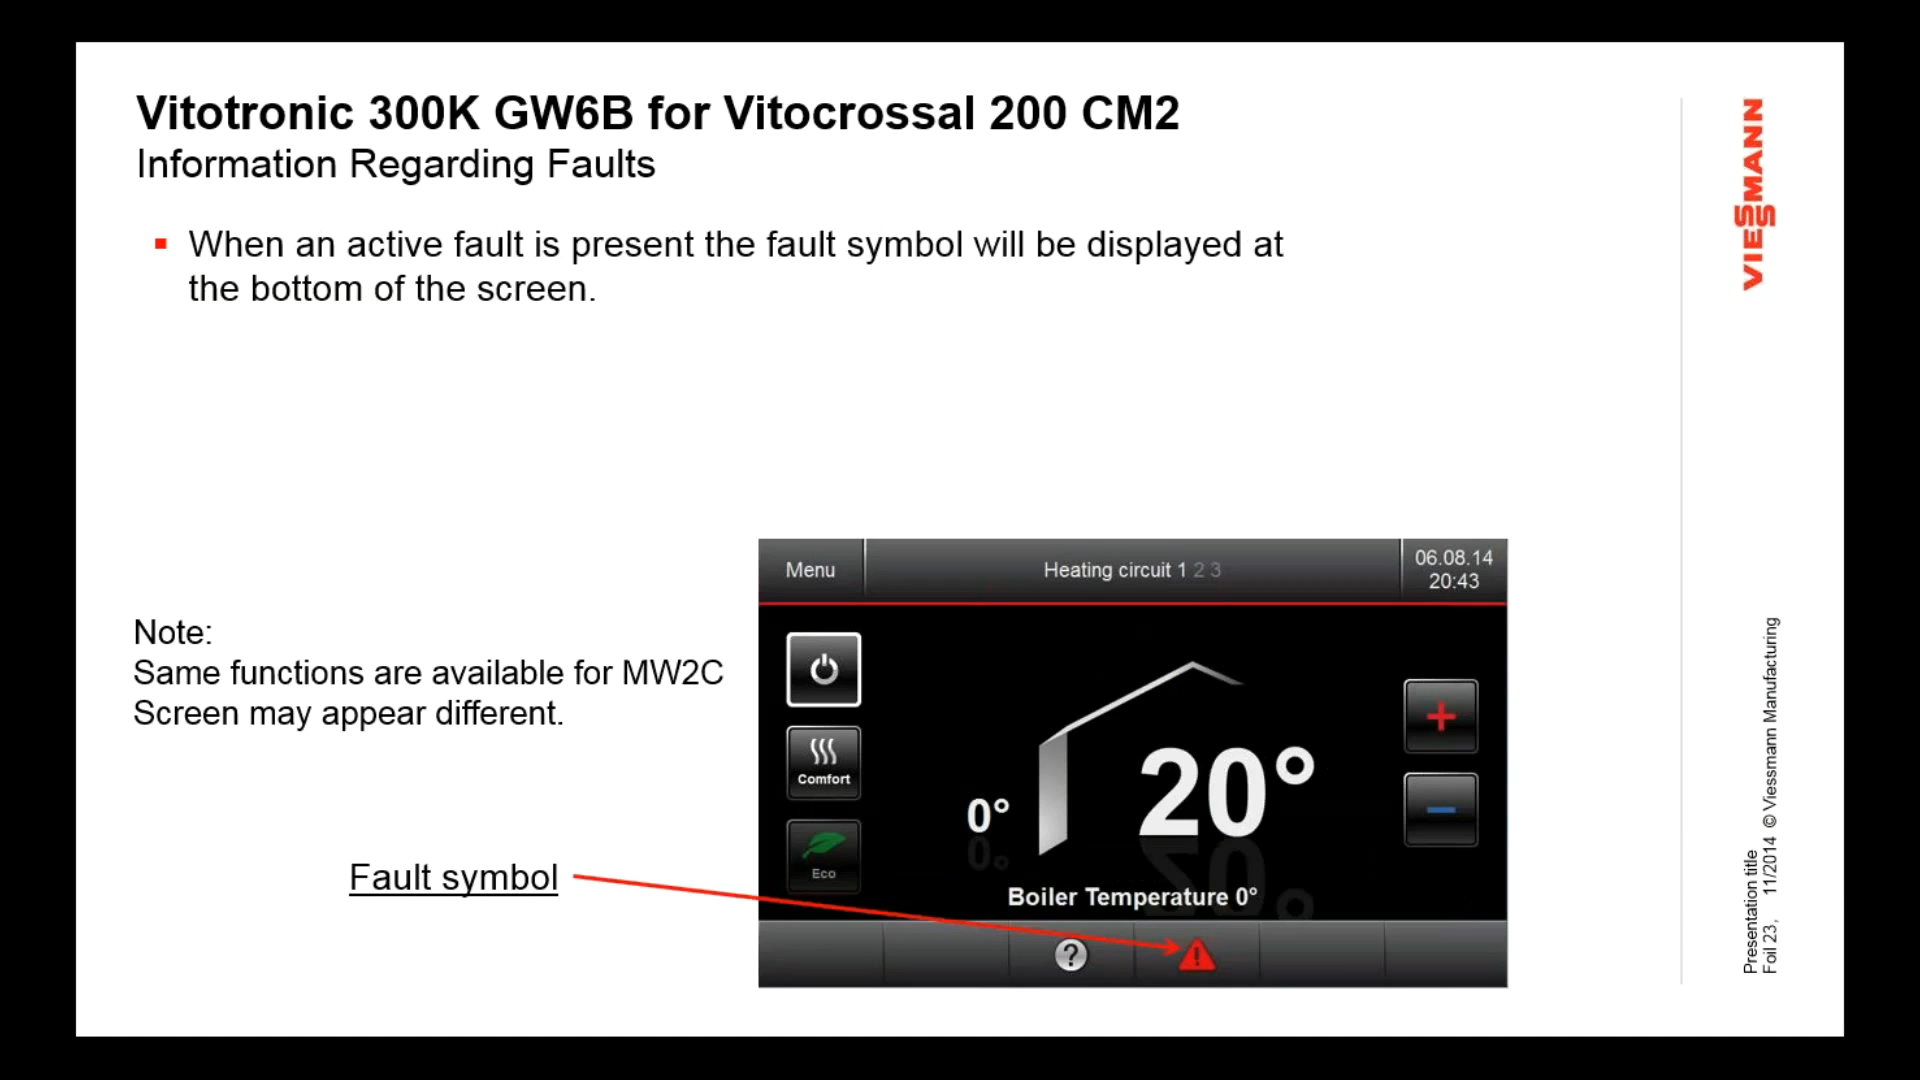 Vitotronic 300K GW6B for Vitocrossal 200 CM2
Information Regarding Faults
When an active fault is present the fault symbol will be displayed at
the bottom of the screen.
Note:
Same functions are available for MW2C
Screen may appear different.
Fault symbol
Menu
Heating circuit 1 2 3
06.08.14
20:43
Comfort
Eco
0°
20°
Boiler Temperature 0°
?
!
VIESSMANN
Presentation title
Foil 23, 11/2014 © Viessmann Manufacturing